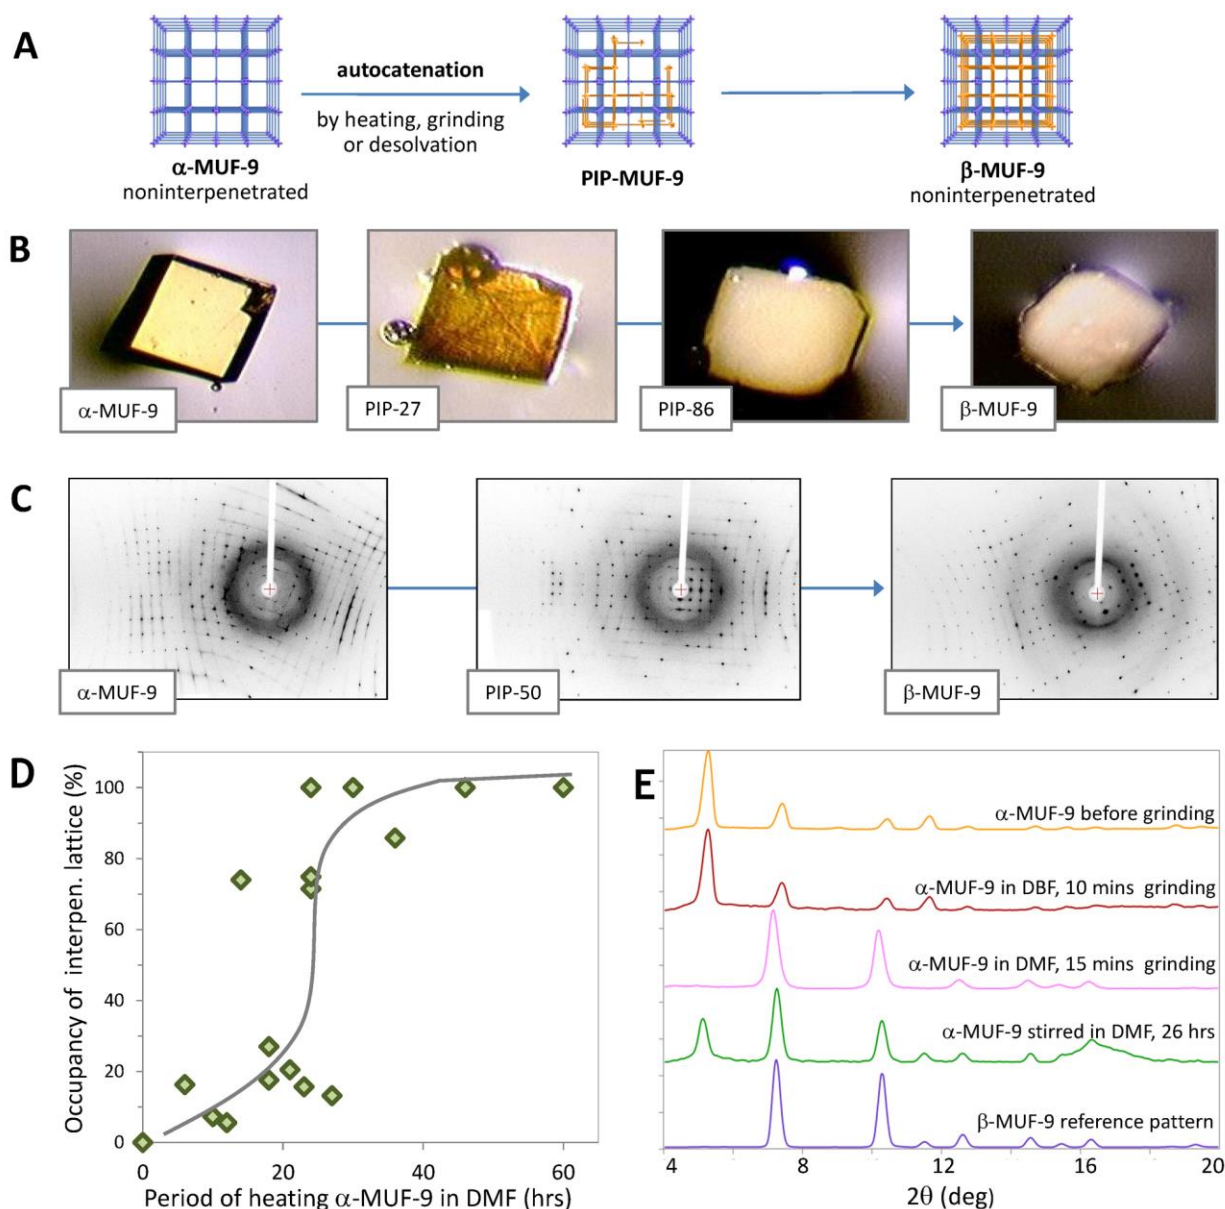 A
α-MUF-9
noninterpenetrated
autocatenation
by heating, grinding
or desolvation
PIP-MUF-9
β-MUF-9
noninterpenetrated
B
α-MUF-9
PIP-27
PIP-86
β-MUF-9
C
α-MUF-9
PIP-50
β-MUF-9
D
Occupancy of interpen. lattice (%)
100
80
60
40
20
0
0
20
40
60
Period of heating α-MUF-9 in DMF (hrs)
E
α-MUF-9 before grinding
α-MUF-9 in DBF, 10 mins grinding
α-MUF-9 in DMF, 15 mins grinding
α-MUF-9 stirred in DMF, 26 hrs
β-MUF-9 reference pattern
4
8
12
16
20
2θ (deg)